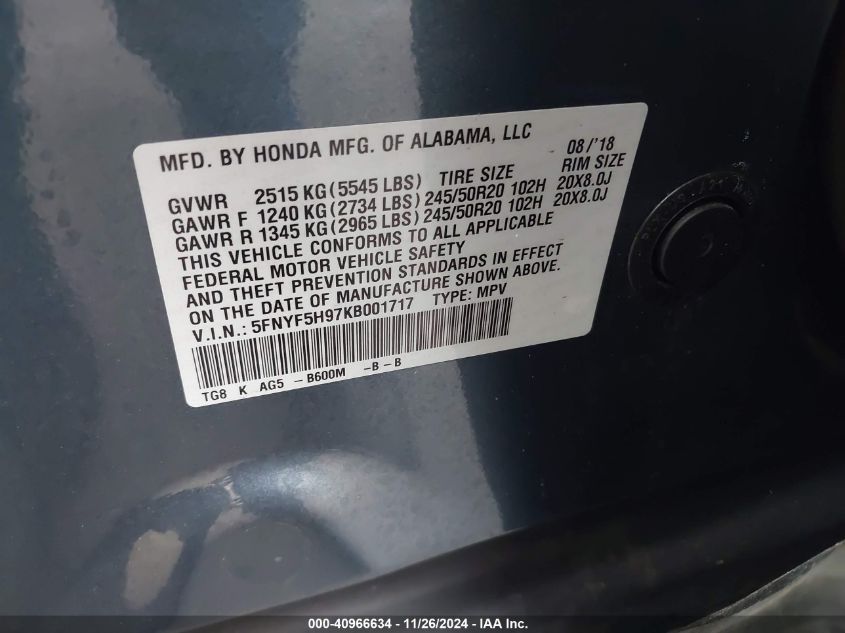 MFD. BY HONDA MFG. OF ALABAMA, LLC 08/'18
GVWR 2515 KG (5545 LBS) TIRE SIZE RIM SIZE
GAWR F 1240 KG (2734 LBS) 245/50R20 102H 20X8.0J
GAWR R 1345 KG (2965 LBS) 245/50R20 102H 20X8.0J
THIS VEHICLE CONFORMS TO ALL APPLICABLE
FEDERAL MOTOR VEHICLE SAFETY
AND THEFT PREVENTION STANDARDS IN EFFECT
ON THE DATE OF MANUFACTURE SHOWN ABOVE.
V.I.N.: 5FNYF5H97KB001717 TYPE: MPV
TG8 K AG5 -B600M -B-B
000-40966634 - 11/26/2024 - IAA Inc.